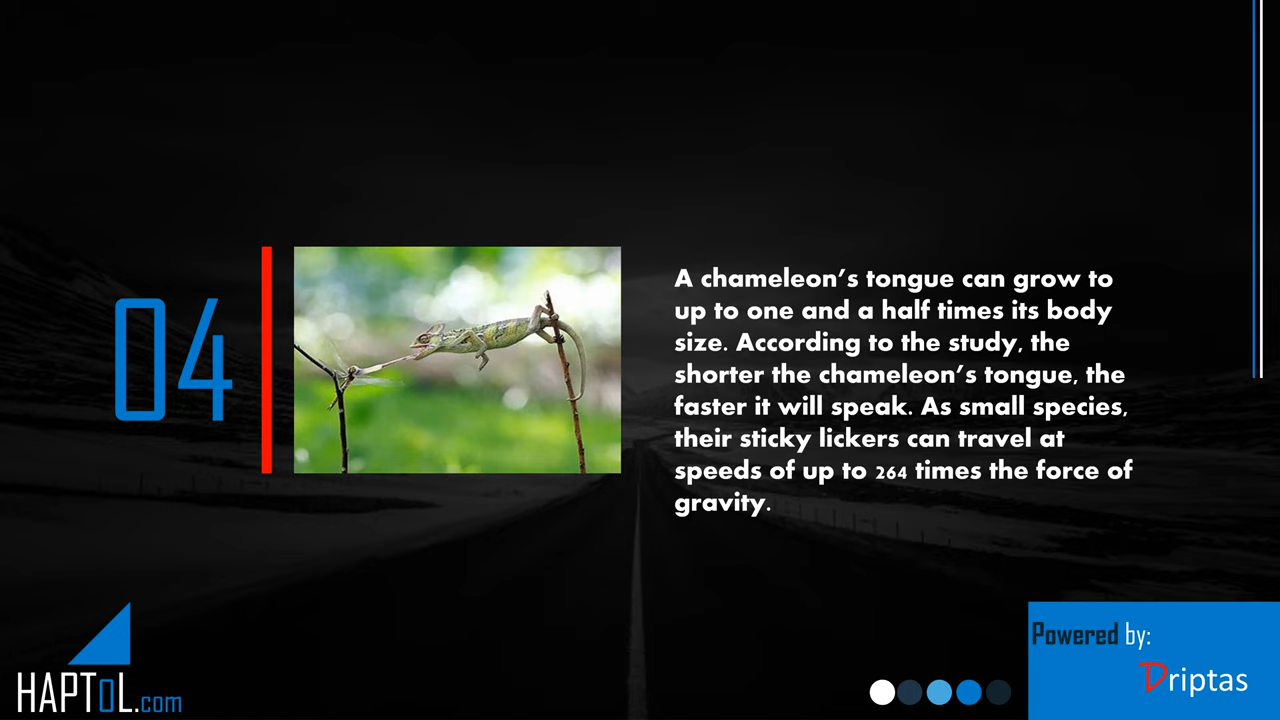 04
A chameleon's tongue can grow to
up to one and a half times its body
size. According to the study, the
shorter the chameleon's tongue, the
faster it will speak. As small species,
their sticky lickers can travel at
speeds of up to 264 times the force of
gravity.
HAPTOL.com
Powered by:
Driptas